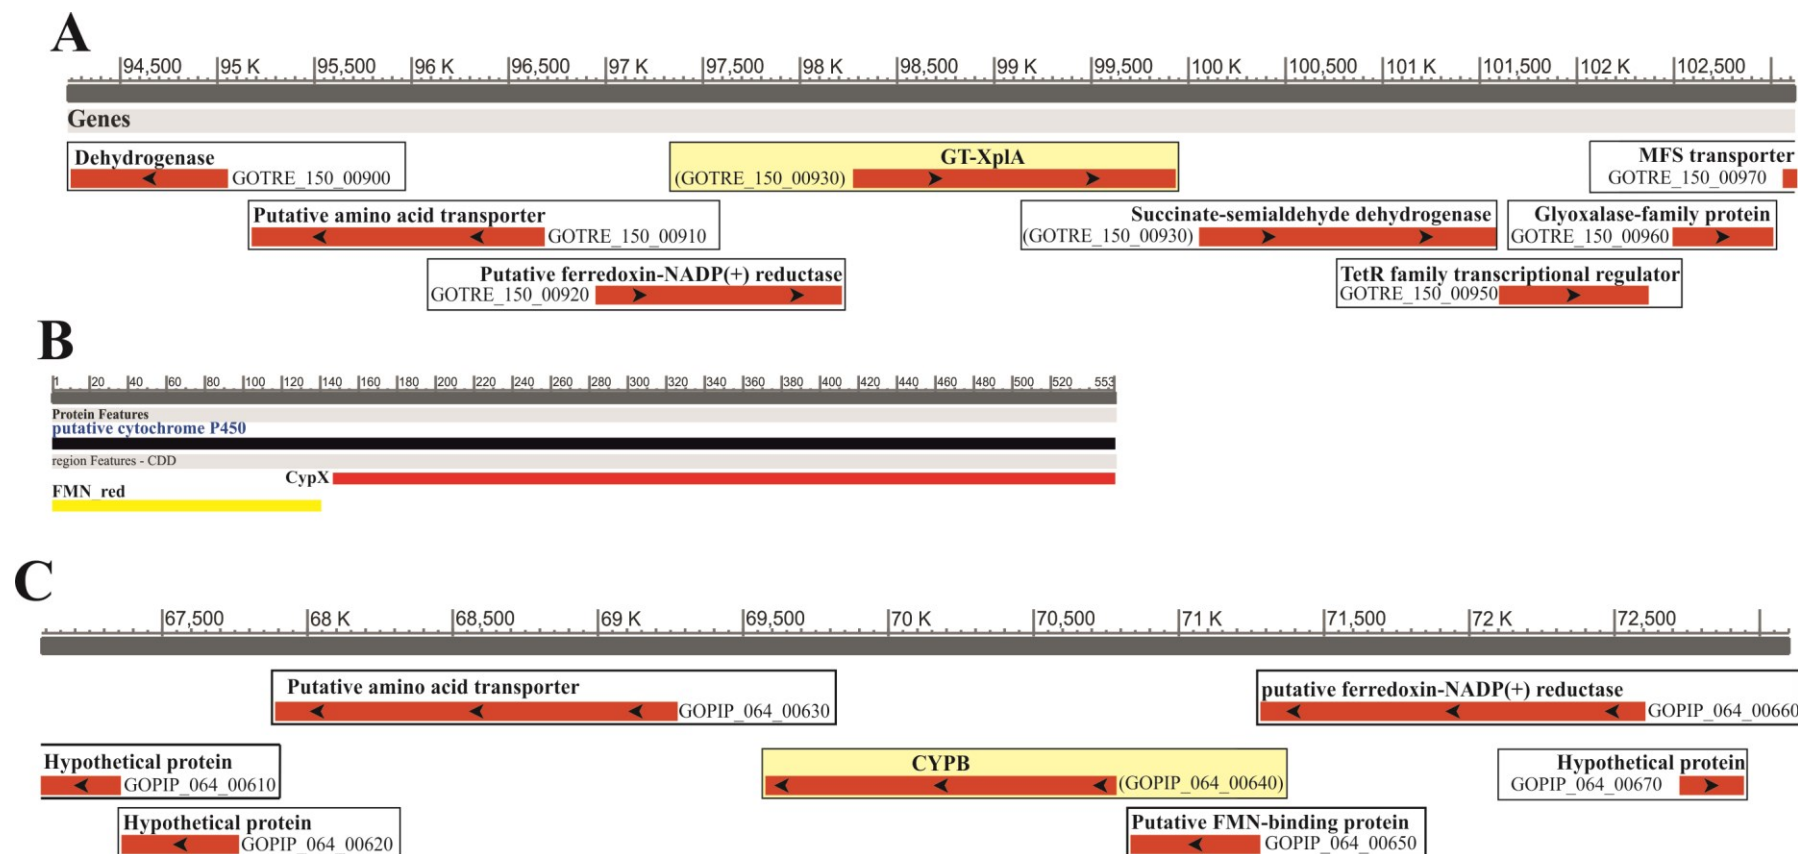 A
94,500 95 K 95,500 96 K 96,500 97 K 97,500 98 K 98,500 99 K 99,500 100 K 100,500 101 K 101,500 102 K 102,500
Genes
Dehydrogenase
GOTRE_150_00900
GT-XplA
(GOTRE_150_00930)
MFS transporter
GOTRE_150_00970
Putative amino acid transporter
GOTRE_150_00910
Succinate-semialdehyde dehydrogenase
(GOTRE_150_00930)
Glyoxalase-family protein
GOTRE_150_00960
Putative ferredoxin-NADP(+) reductase
GOTRE_150_00920
TetR family transcriptional regulator
GOTRE_150_00950
B
1 20 40 60 80 100 120 140 160 180 200 220 240 260 280 300 320 340 360 380 400 420 440 460 480 500 520 553
Protein Features
putative cytochrome P450
region Features - CDD
CypX
FMN_red
C
67,500 68 K 68,500 69 K 69,500 70 K 70,500 71 K 71,500 72 K 72,500
Putative amino acid transporter
GOPIP_064_00630
putative ferredoxin-NADP(+) reductase
GOPIP_064_00660
Hypothetical protein
GOPIP_064_00610
CYPB
(GOPIP_064_00640)
Hypothetical protein
GOPIP_064_00670
Hypothetical protein
GOPIP_064_00620
Putative FMN-binding protein
GOPIP_064_00650